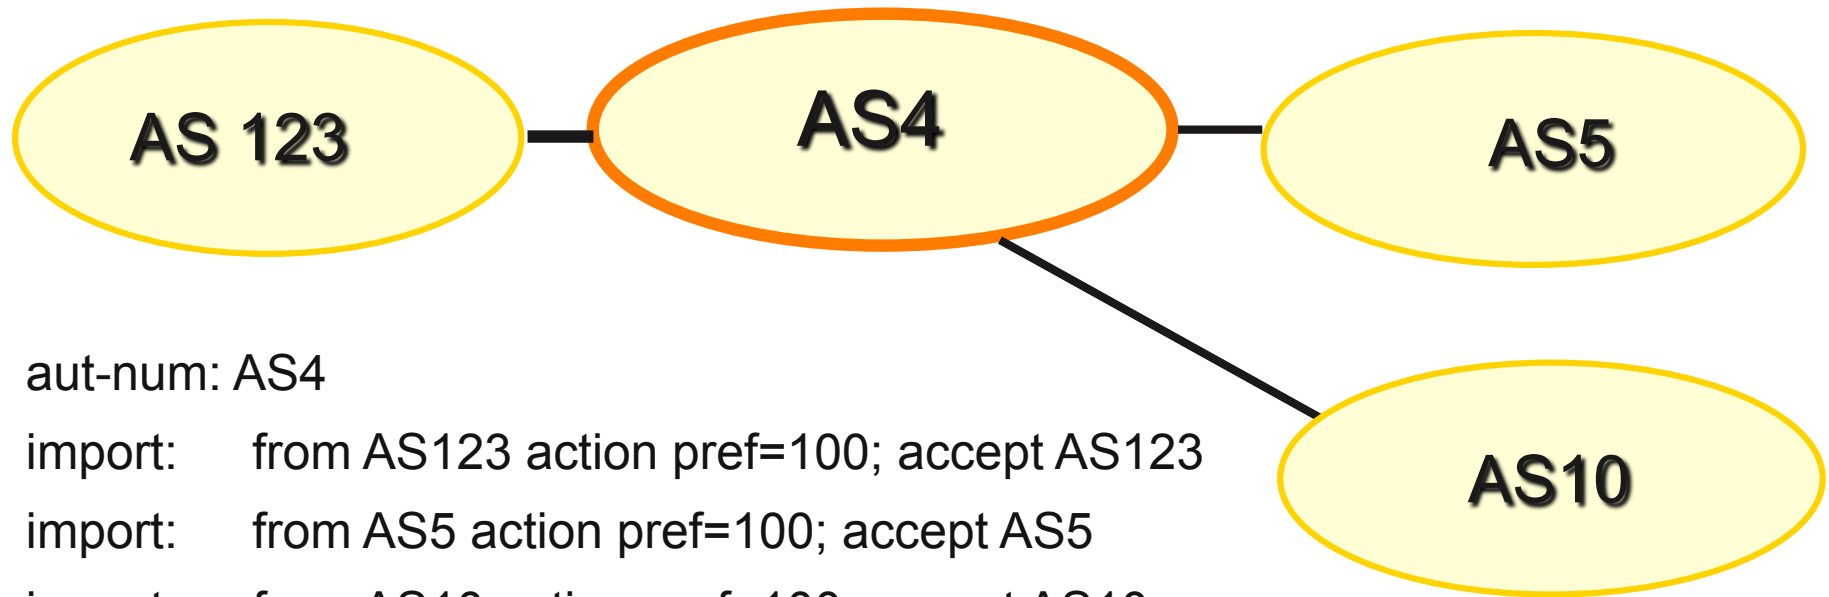 AS 123
AS4
AS5
AS10
aut-num: AS4
import: from AS123 action pref=100; accept AS123
import: from AS5 action pref=100; accept AS5